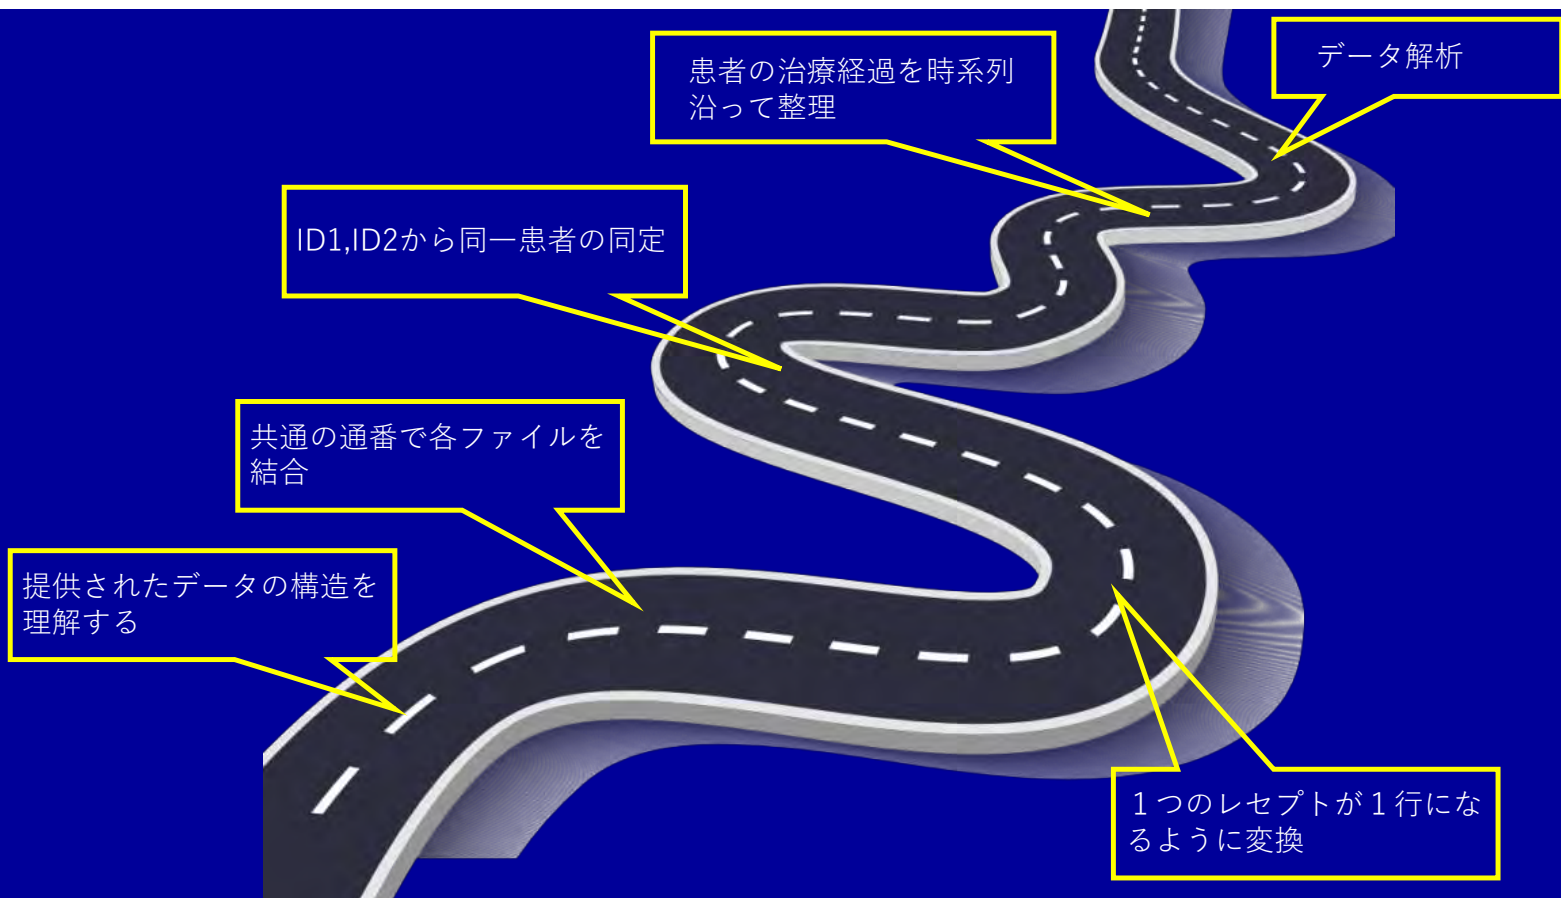 データ解析
患者の治療経過を時系列
沿って整理
ID1,ID2から同一患者の同定
共通の通番で各ファイルを
結合
提供されたデータの構造を
理解する
１つのレセプトが１行にな
るように変換